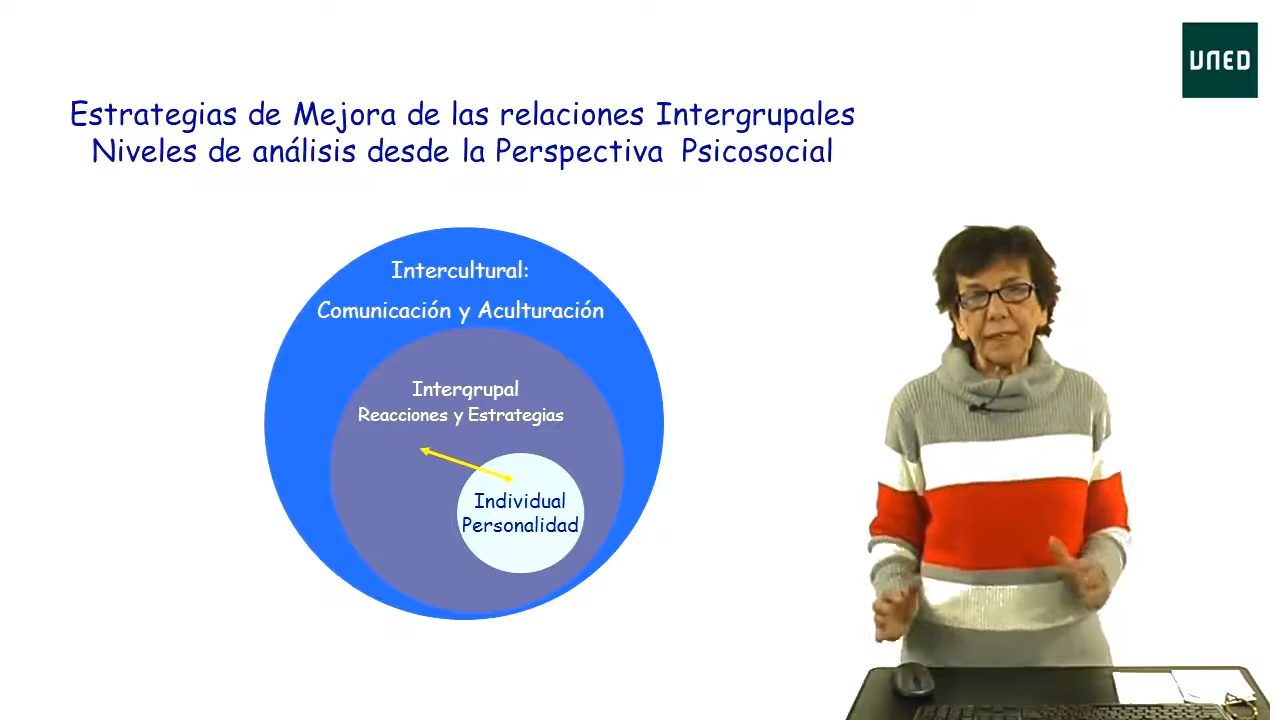 UNED
Estrategias de Mejora de las relaciones Intergrupales
Niveles de análisis desde la Perspectiva Psicosocial
Intercultural:
Comunicación y Aculturación
Intergrupal
Reacciones y Estrategias
Individual
Personalidad